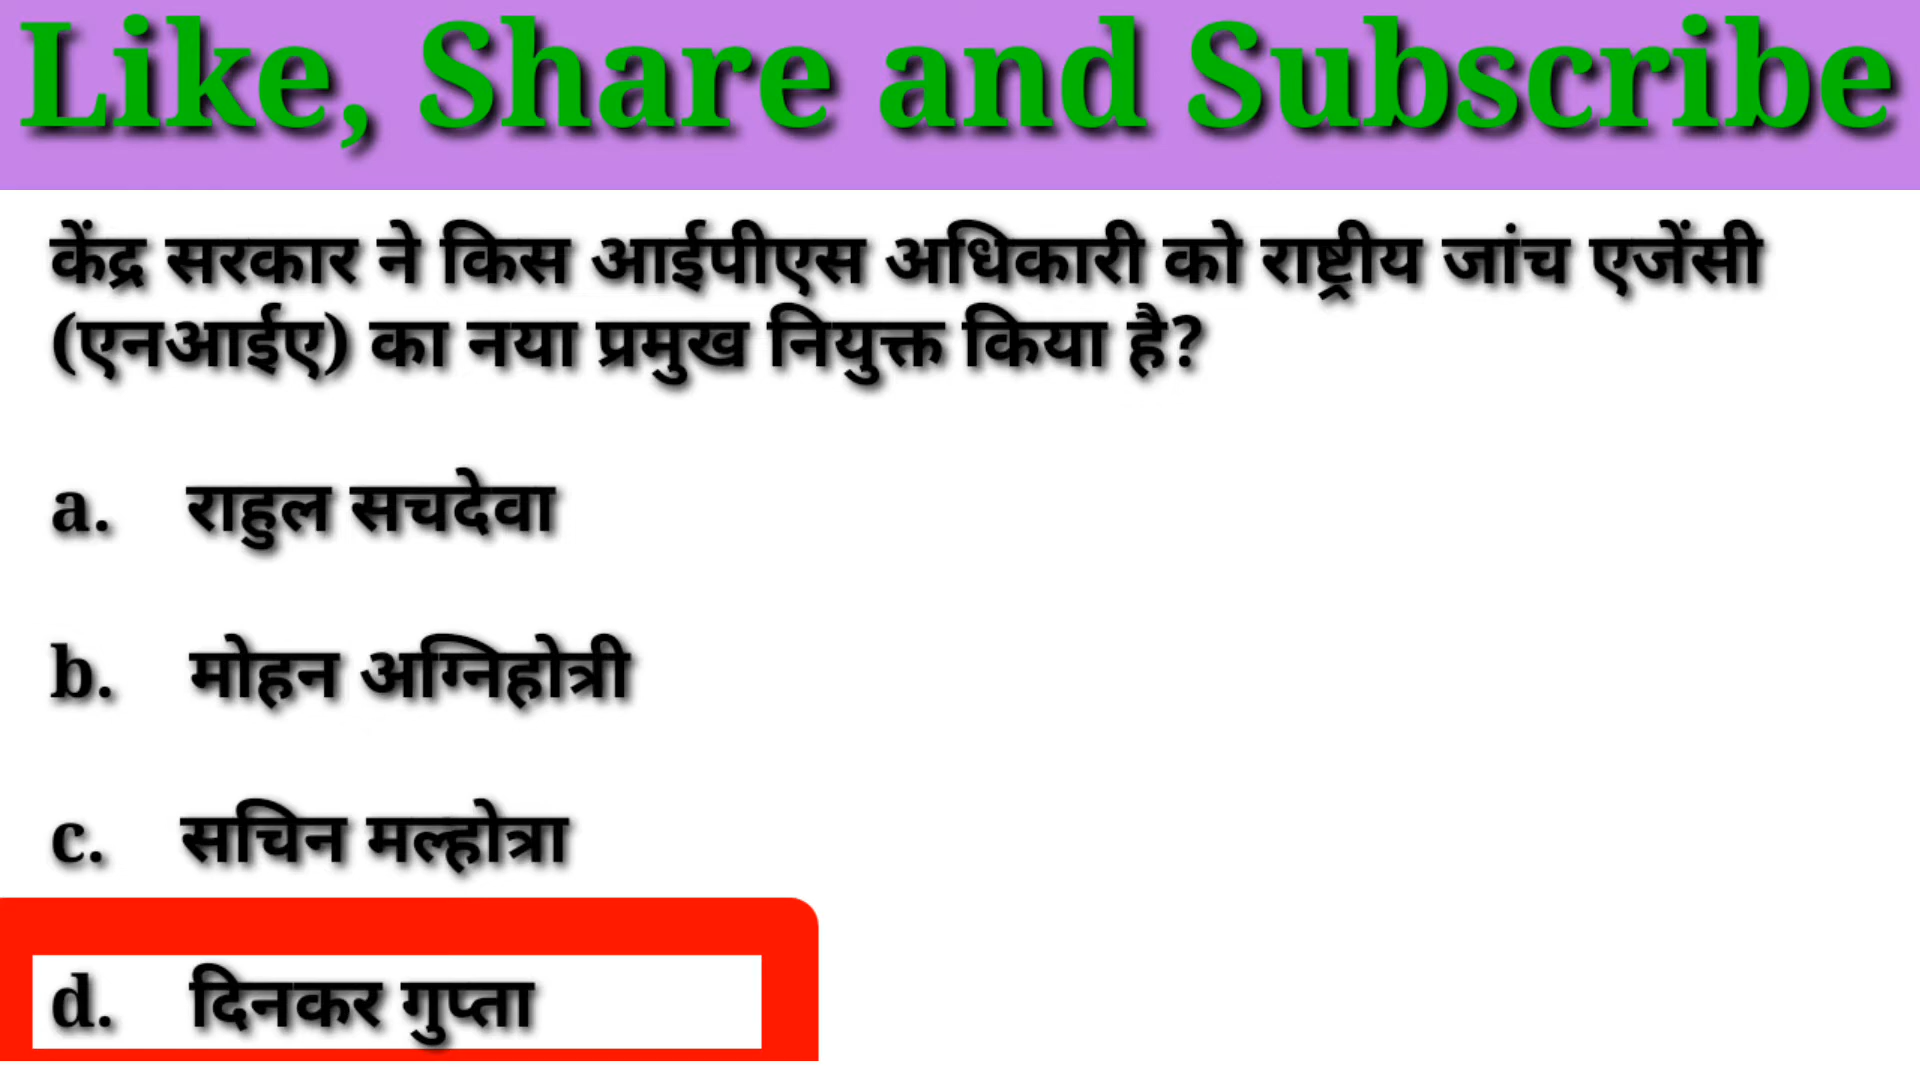 Like, Share and Subscribe
केंद्र सरकार ने किस आईपीएस अधिकारी को राष्ट्रीय जांच एजेंसी
(एनआईए) का नया प्रमुख नियुक्त किया है?
a. राहुल सचदेवा
b. मोहन अग्निहोत्री
c. सचिन मल्होत्रा
d. दिनकर गुप्ता